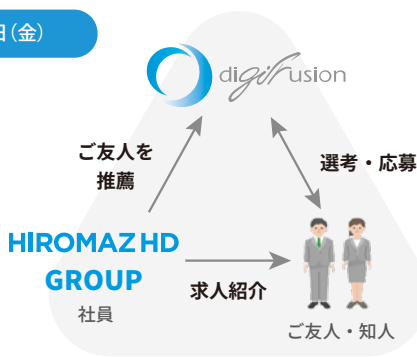 日(金)
digitfusion
ご友人を
推薦
選考・応募
HIROMAZ HD
GROUP
社員
求人紹介
ご友人・知人